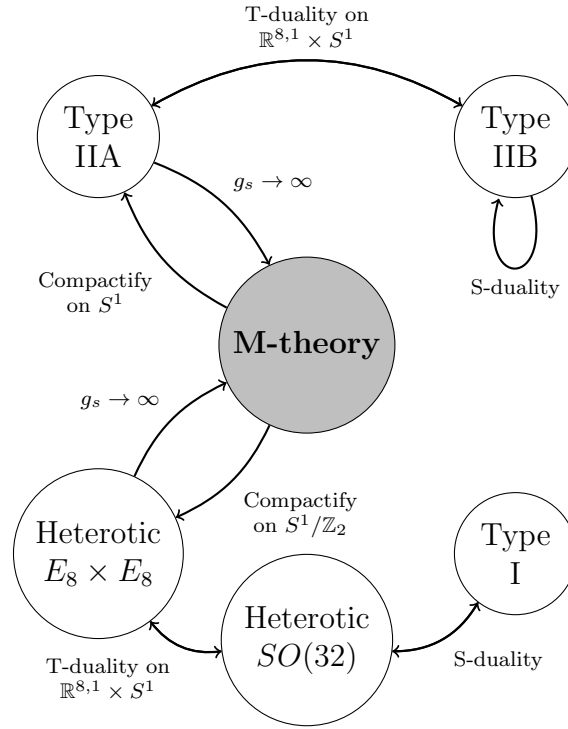 T-duality on
ℝ^{8,1} × S^1
Type
IIA
Type
IIB
g_s → ∞
Compactify
on S^1
S-duality
M-theory
g_s → ∞
Compactify
on S^1/ℤ_2
Heterotic
E_8 × E_8
Type
I
Heterotic
SO(32)
T-duality on
ℝ^{8,1} × S^1
S-duality